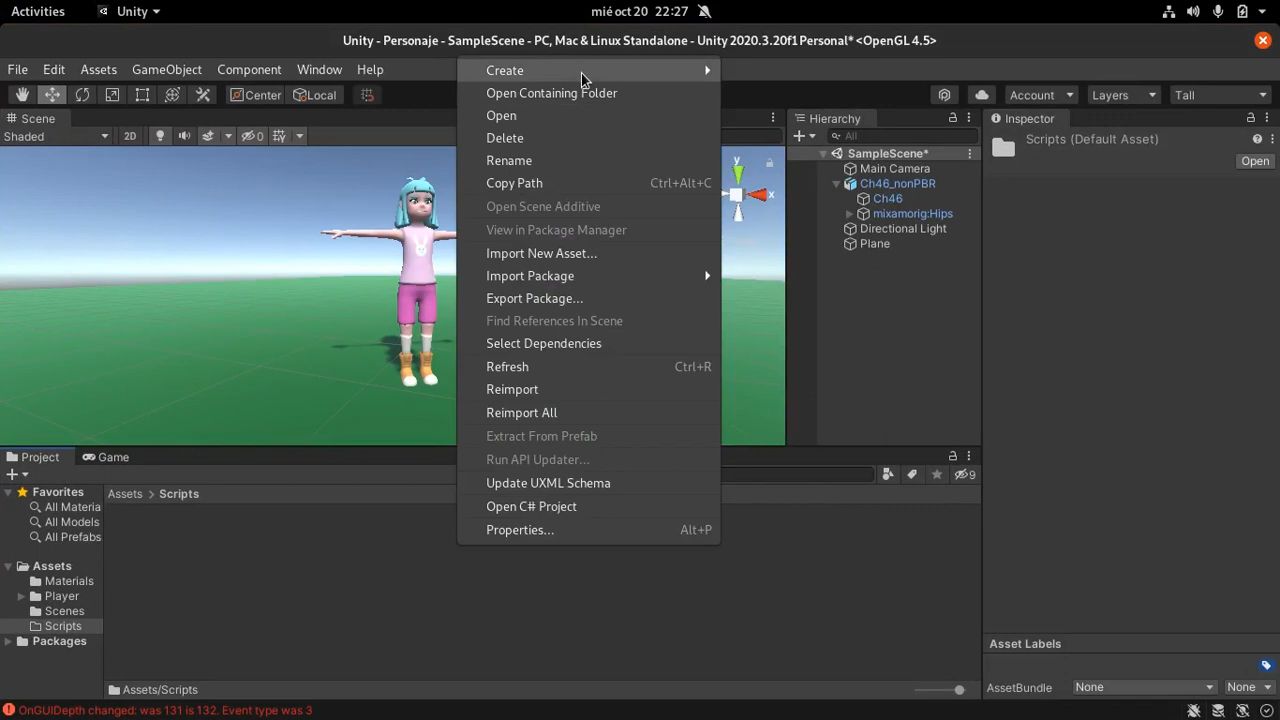 Activities Unity mié oct 20 22:27
Unity - Personaje - SampleScene - PC, Mac & Linux Standalone - Unity 2020.3.20f1 Personal* <OpenGL 4.5>
File Edit Assets GameObject Component Window Help
Center Local Account Layers Tall
Scene
Shaded 2D 0
Create
Open Containing Folder
Open
Delete
Rename
Copy Path Ctrl+Alt+C
Open Scene Additive
View in Package Manager
Import New Asset...
Import Package
Export Package...
Find References In Scene
Select Dependencies
Refresh Ctrl+R
Reimport
Reimport All
Extract From Prefab
Run API Updater...
Update UXML Schema
Open C# Project
Properties... Alt+P
y
x
Hierarchy
All
SampleScene*
Main Camera
Ch46_nonPBR
Ch46
mixamorig:Hips
Directional Light
Plane
Inspector
Scripts (Default Asset)
Open
Project Game
9
Favorites
All Materia
All Models
All Prefabs
Assets
Materials
Player
Scenes
Scripts
Packages
Assets > Scripts
Assets/Scripts
Asset Labels
AssetBundle None None
OnGUIDepth changed: was 131 is 132. Event type was 3